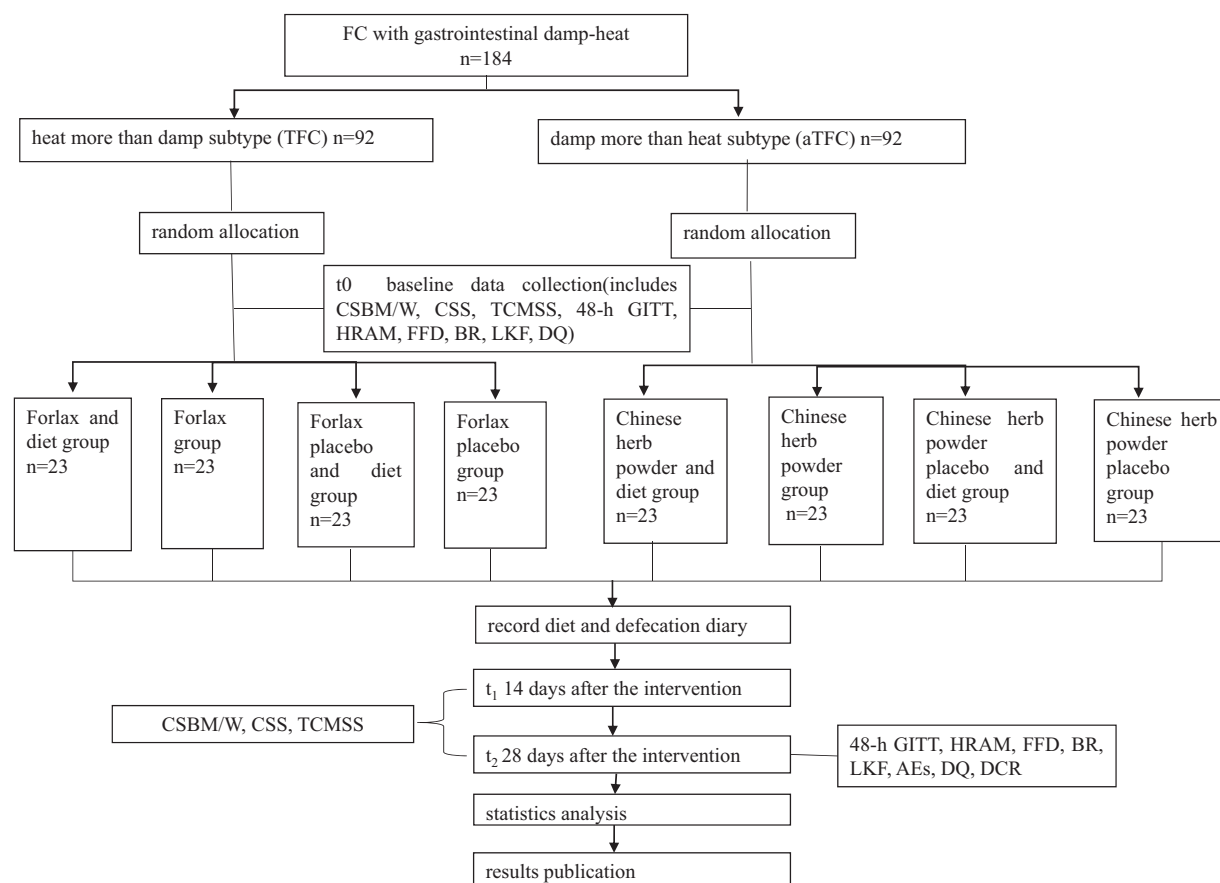 FC with gastrointestinal damp-heat
n=184
heat more than damp subtype (TFC) n=92
damp more than heat subtype (aTFC) n=92
random allocation
random allocation
t0 baseline data collection(includes
CSBM/W, CSS, TCMSS, 48-h GITT,
HRAM, FFD, BR, LKF, DQ)
Forlax and
diet group
n=23
Forlax
group
n=23
Forlax
placebo
and diet
group
n=23
Forlax
placebo
group
n=23
Chinese
herb
powder and
diet group
n=23
Chinese
herb
powder
group
n=23
Chinese herb
powder
placebo and
diet group
n=23
Chinese herb
powder
placebo
group
n=23
record diet and defecation diary
t₁ 14 days after the intervention
CSBM/W, CSS, TCMSS
t₂ 28 days after the intervention
48-h GITT, HRAM, FFD, BR,
LKF, AEs, DQ, DCR
statistics analysis
results publication